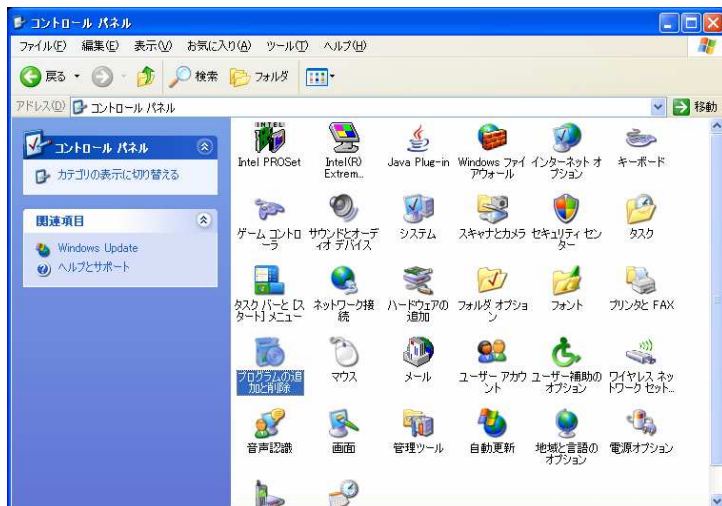 コントロール パネル
ファイル(F) 編集(E) 表示(V) お気に入り(A) ツール(T) ヘルプ(H)
戻る 検索 フォルダ
アドレス(D) コントロール パネル 移動
コントロール パネル
カテゴリの表示に切り替える
関連項目
Windows Update
ヘルプとサポート
INTEL
Intel PROSet
Intel(R)
Extrem...
Java Plug-in
Windows ファイ
アウォール
インターネット オ
プション
キーボード
ゲーム コントロ
ーラ
サウンドとオーデ
ィオ デバイス
システム
スキャナとカメラ
セキュリティ セン
ター
タスク
タスク バーと [ス
タート] メニュー
ネットワーク接
続
ハードウェアの
追加
フォルダ オプショ
ン
フォント
プリンタと FAX
プログラムの追
加と削除
マウス
メール
ユーザー アカウ
ント
ユーザー補助の
オプション
ワイヤレス ネッ
トワーク セット...
音声認識
画面
管理ツール
自動更新
地域と言語の
オプション
電源オプション